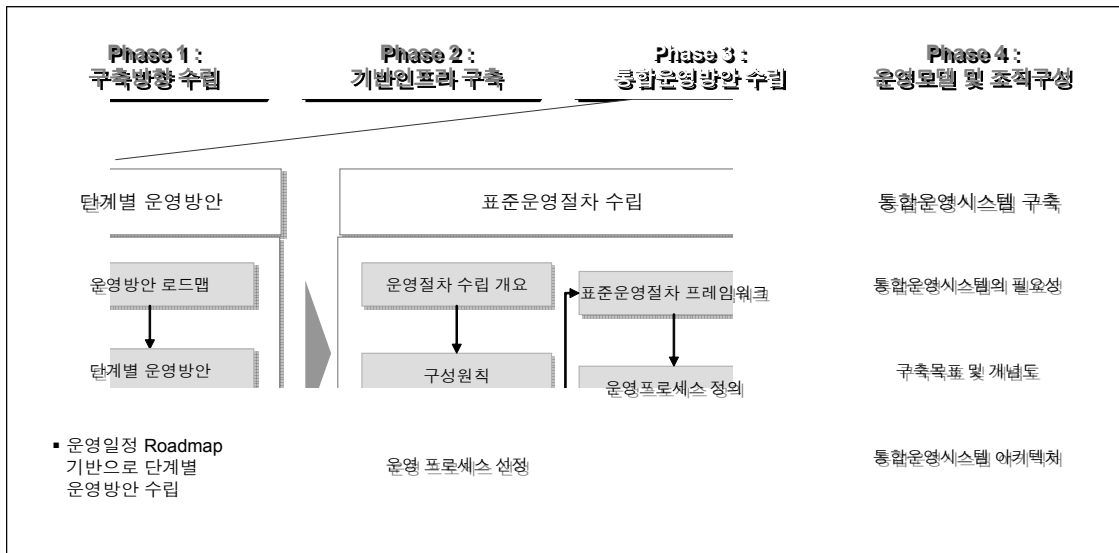 Phase 1 :
구축방향 수립
Phase 2 :
기반인프라 구축
Phase 3 :
통합운영방안 수립
Phase 4 :
운영모델 및 조직구성
단계별 운영방안
표준운영절차 수립
통합운영시스템 구축
운영방안 로드맵
운영절차 수립 개요
표준운영절차 프레임워크
통합운영시스템의 필요성
단계별 운영방안
구성원칙
운영프로세스 정의
구축목표 및 개념도
▪ 운영일정 Roadmap
기반으로 단계별
운영방안 수립
운영 프로세스 선정
통합운영시스템 아키텍처